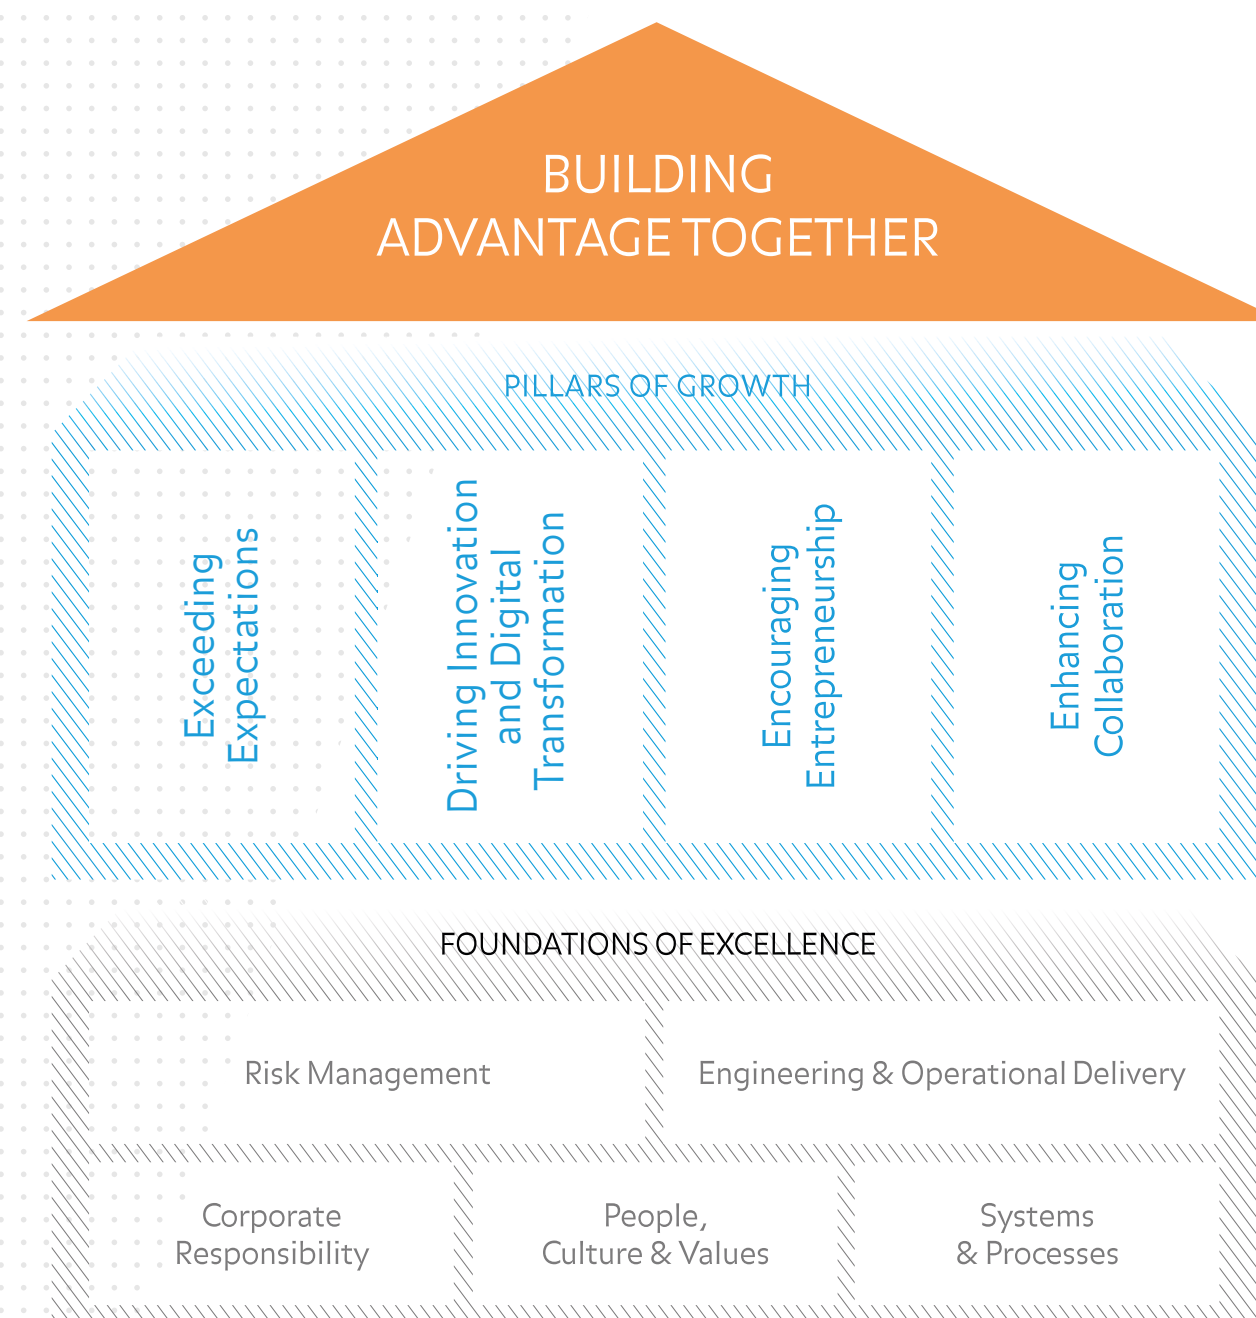 BUILDING
ADVANTAGE TOGETHER
PILLARS OF GROWTH
Exceeding
Expectations
Driving Innovation
and Digital
Transformation
Encouraging
Entrepreneurship
Enhancing
Collaboration
FOUNDATIONS OF EXCELLENCE
Risk Management
Engineering & Operational Delivery
Corporate
Responsibility
People,
Culture & Values
Systems
& Processes